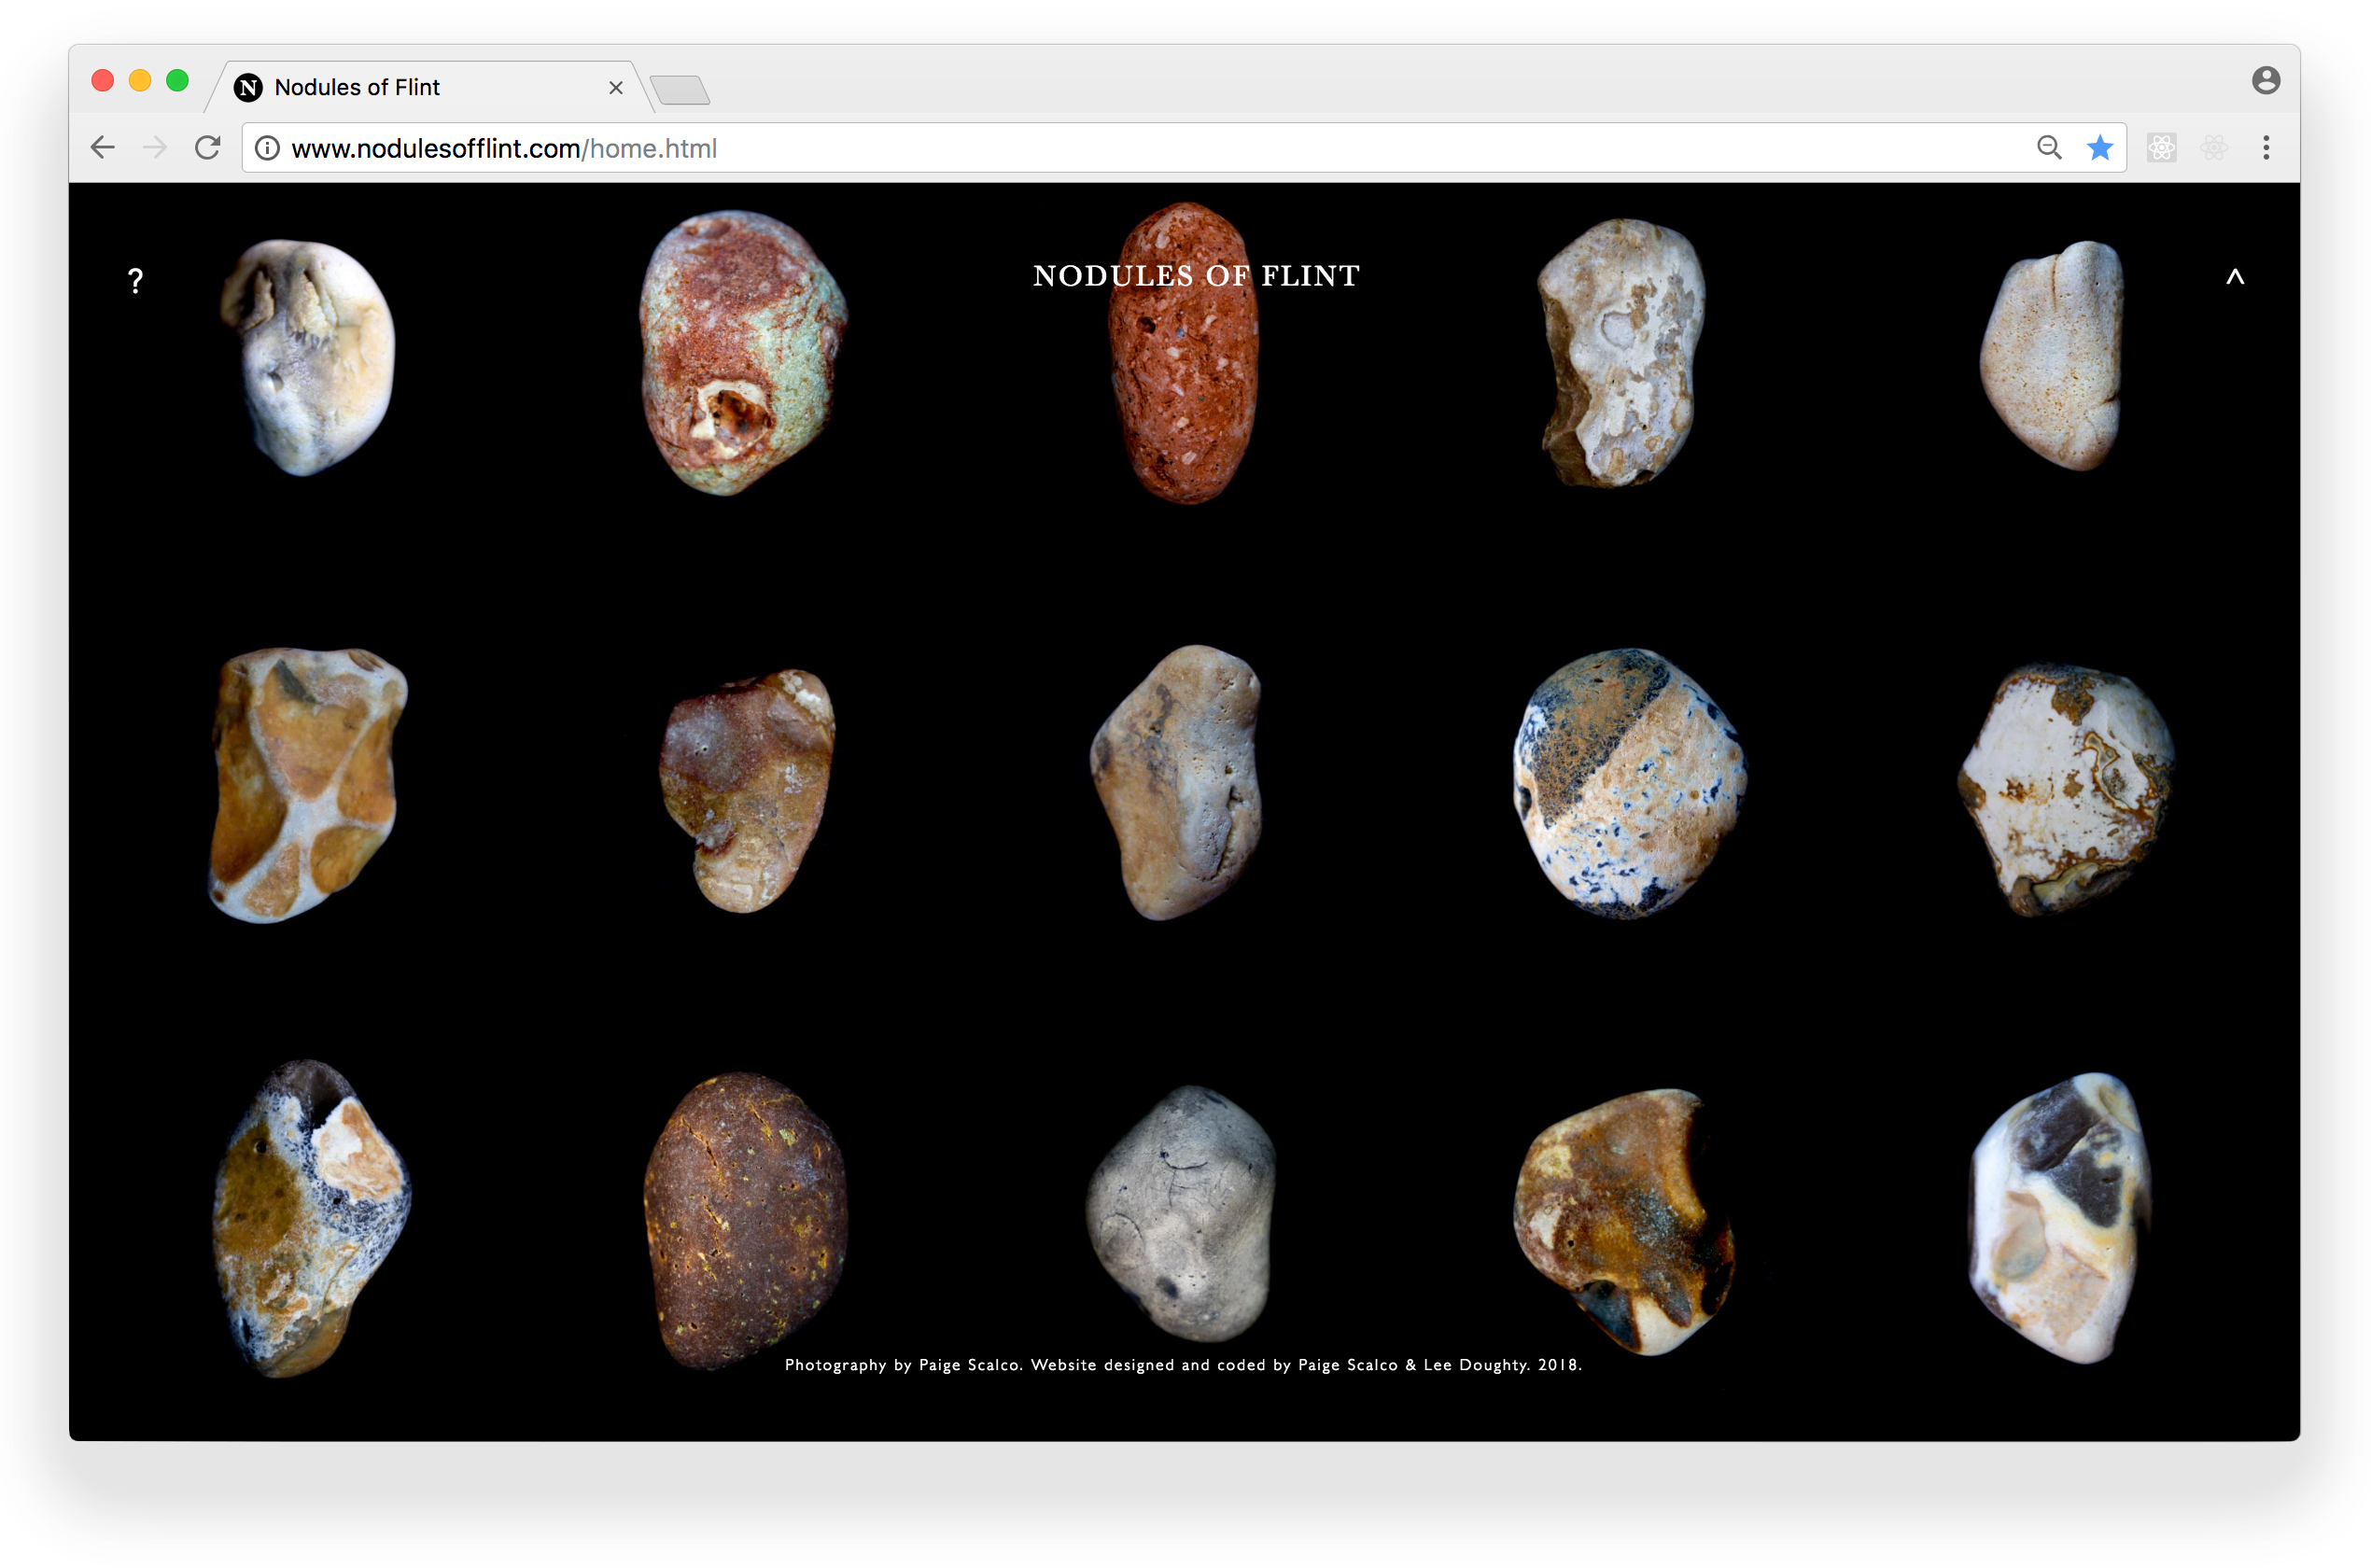 N Nodules of Flint
www.nodulesofflint.com/home.html
? NODULES OF FLINT ^
Photography by Paige Scalco. Website designed and coded by Paige Scalco & Lee Doughty. 2018.